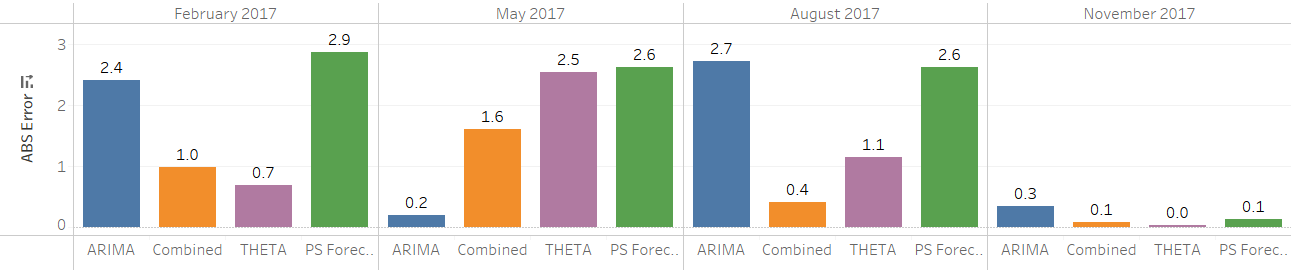 February 2017 May 2017 August 2017 November 2017
ABS Error
3
2
1
0
2.4 1.0 0.7 2.9
0.2 1.6 2.5 2.6
2.7 0.4 1.1 2.6
0.3 0.1 0.0 0.1
ARIMA Combined THETA PS Forec.. ARIMA Combined THETA PS Forec.. ARIMA Combined THETA PS Forec.. ARIMA Combined THETA PS Forec..